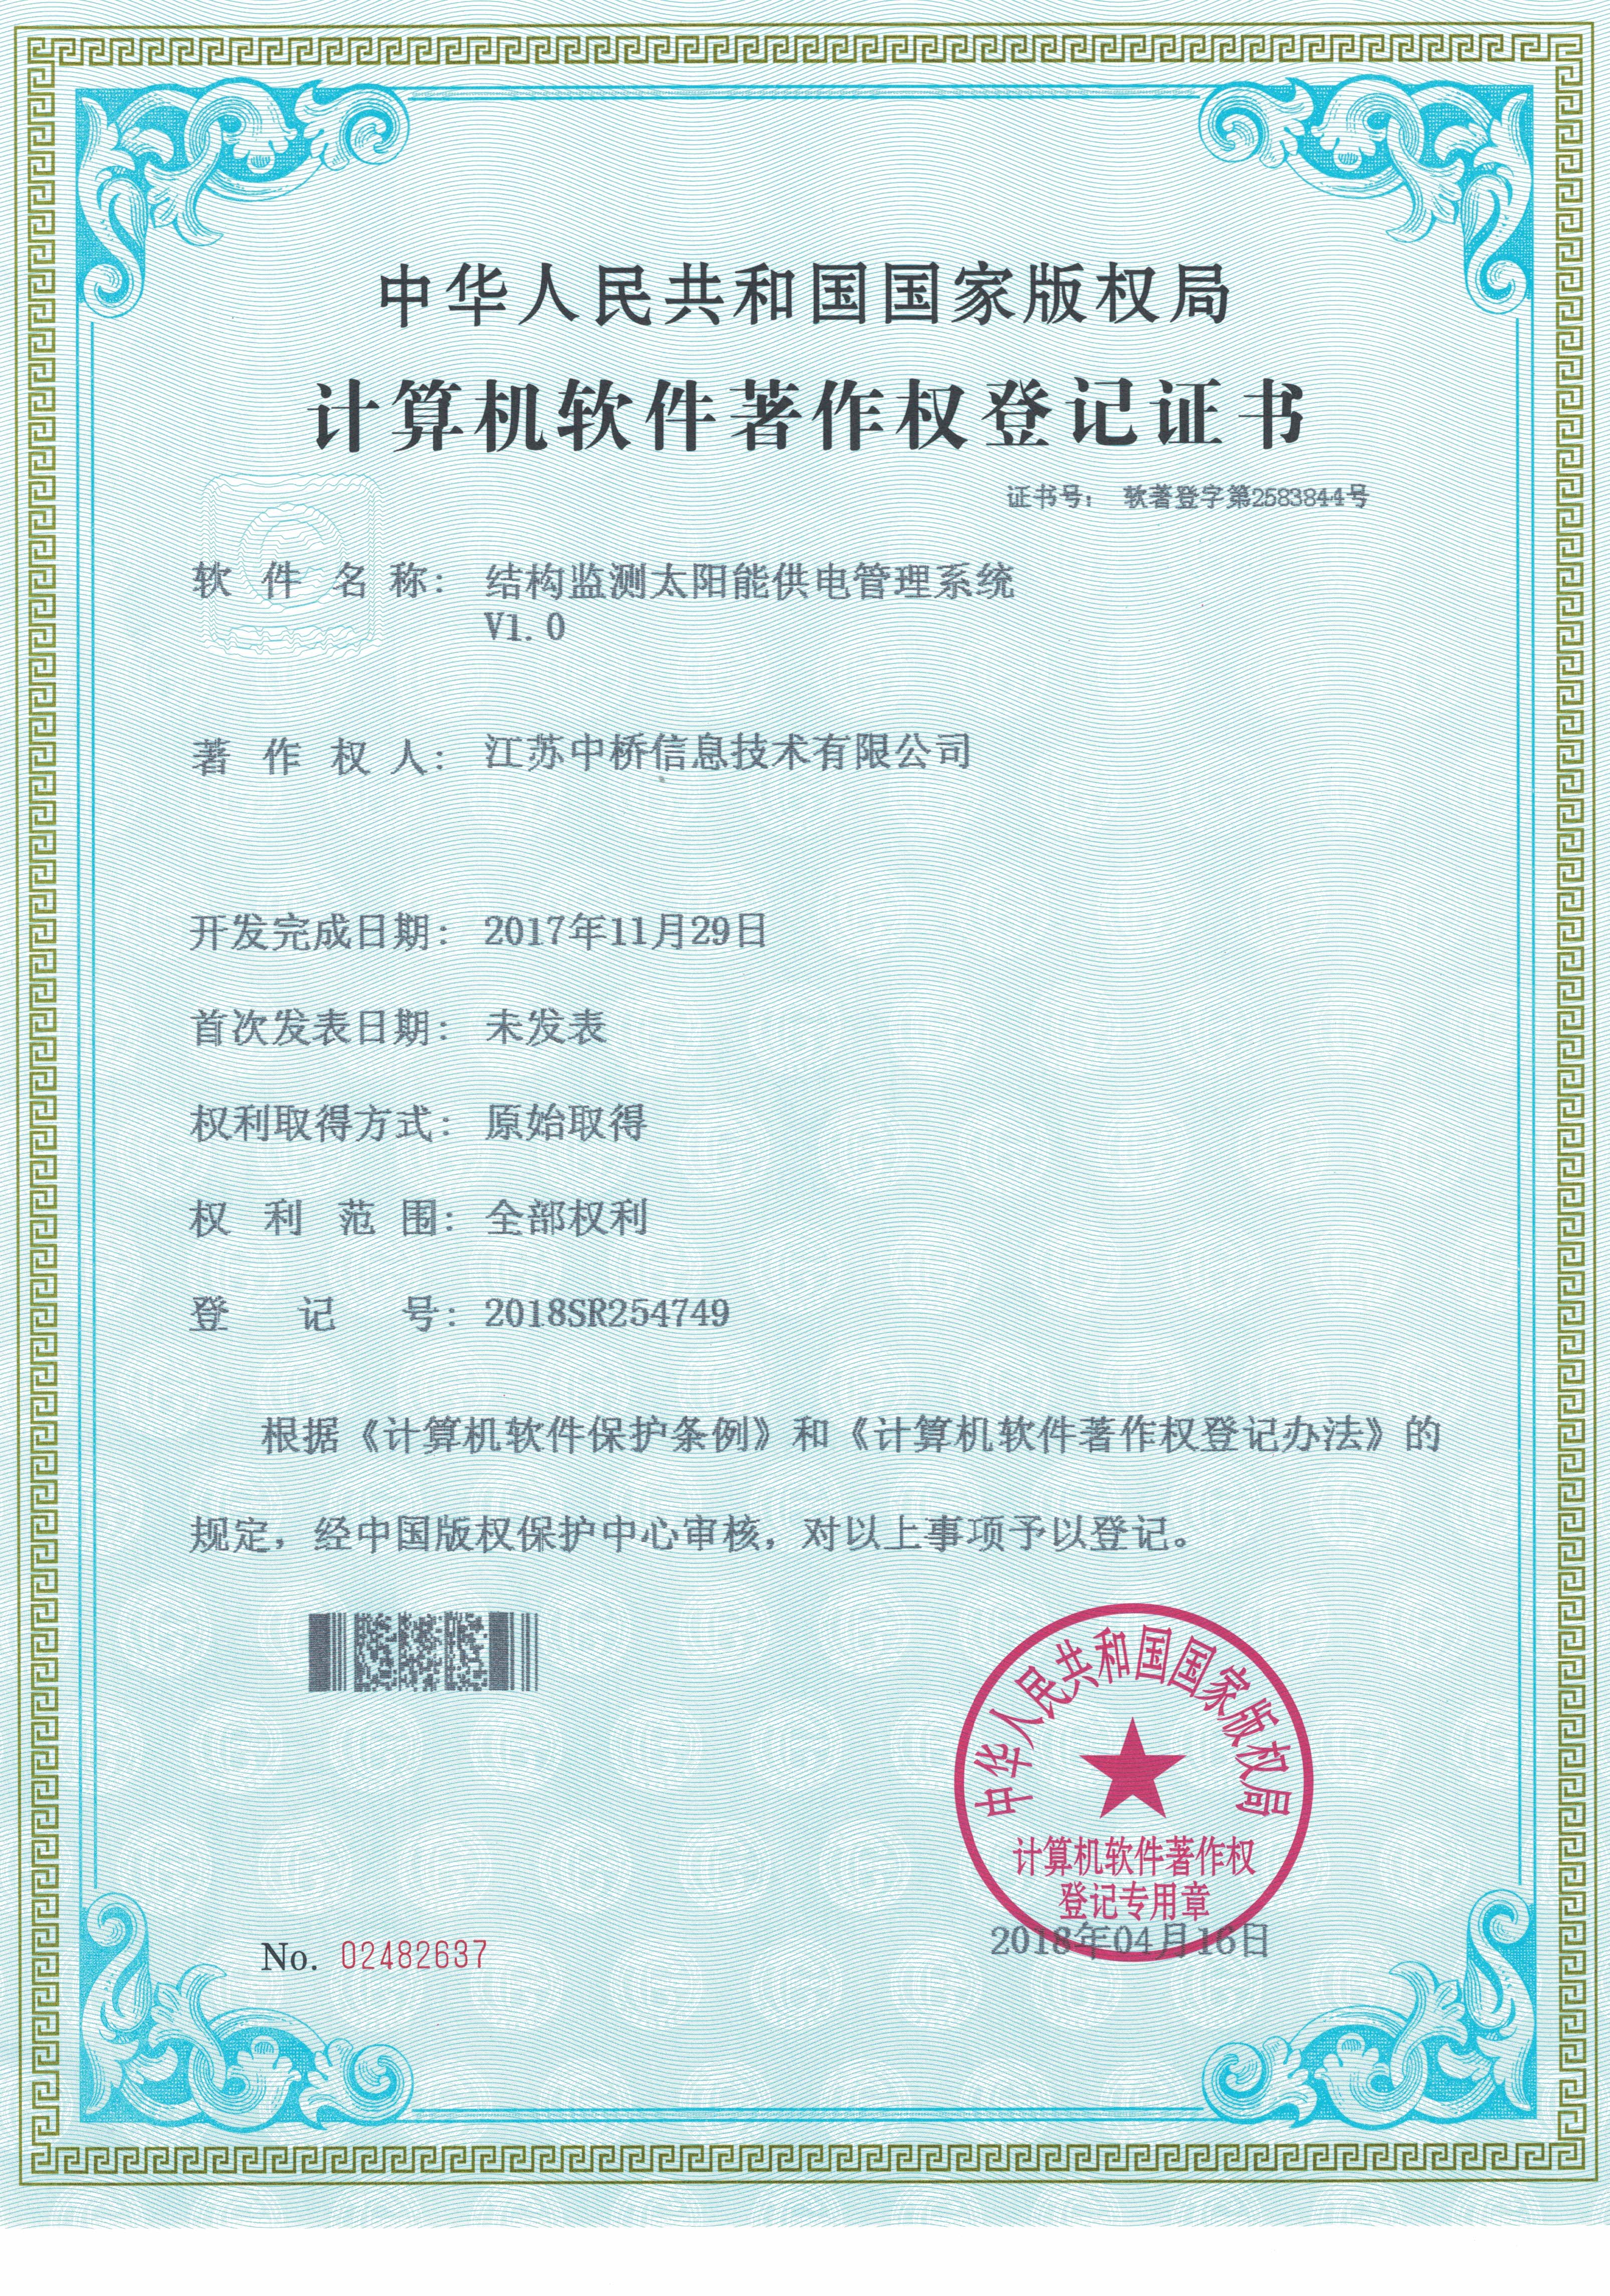 中华人民共和国国家版权局
计算机软件著作权登记证书
证书号： 软著登字第2583844号
软件名称： 结构监测太阳能供电管理系统
V1.0
著作权人： 江苏中桥信息技术有限公司
开发完成日期： 2017年11月29日
首次发表日期： 未发表
权利取得方式： 原始取得
权利范围： 全部权利
登记号： 2018SR254749
根据《计算机软件保护条例》和《计算机软件著作权登记办法》的
规定，经中国版权保护中心审核，对以上事项予以登记。
中华人民共和国国家版权局
计算机软件著作权
登记专用章
2018年04月16日
No. 02482637